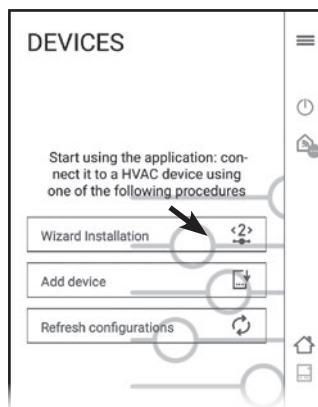 DEVICES
Start using the application: con-
nect it to a HVAC device using
one of the following procedures
Wizard Installation <2>
Add device
Refresh configurations